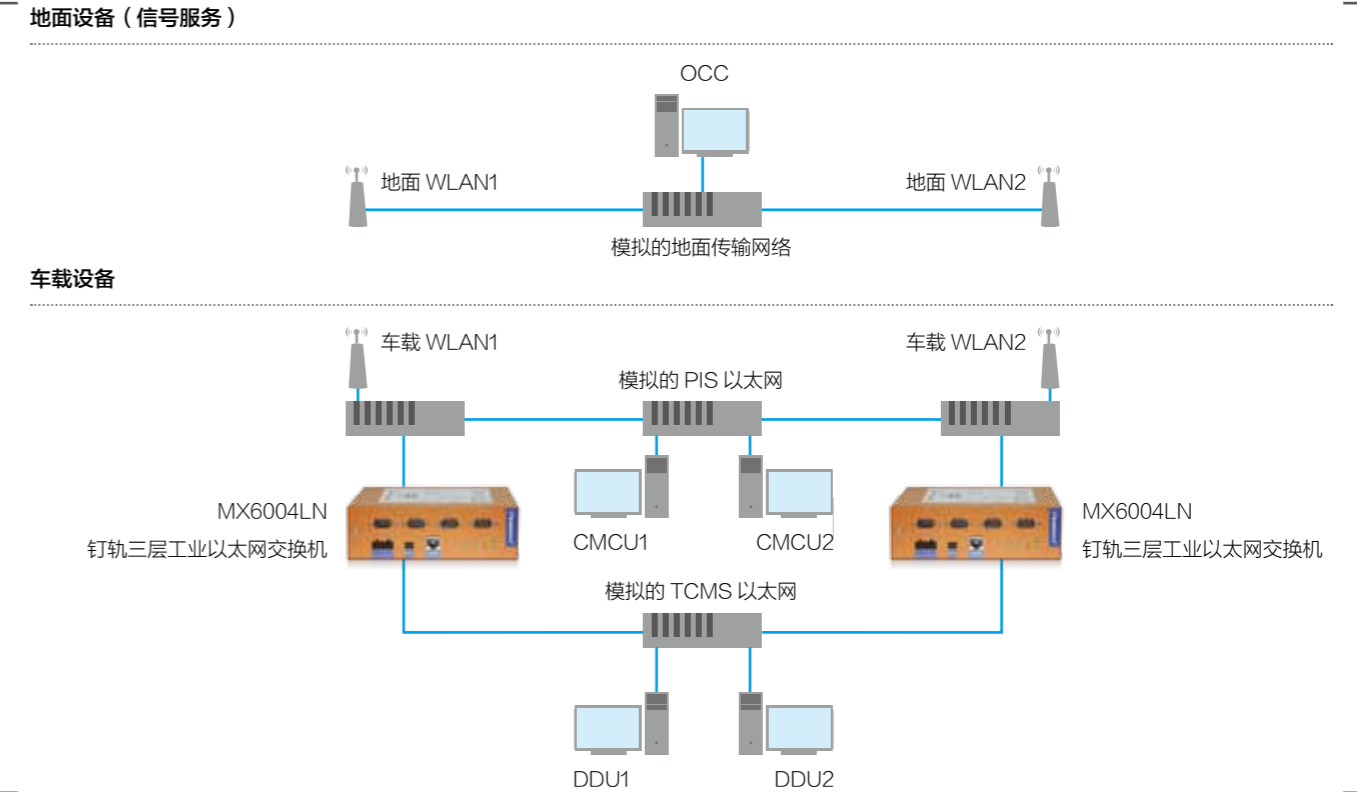 地面设备（信号服务）
OCC
地面 WLAN1
地面 WLAN2
模拟的地面传输网络
车载设备
车载 WLAN1
车载 WLAN2
模拟的 PIS 以太网
MX6004LN
钉轨三层工业以太网交换机
CMCU1
CMCU2
MX6004LN
钉轨三层工业以太网交换机
模拟的 TCMS 以太网
DDU1
DDU2